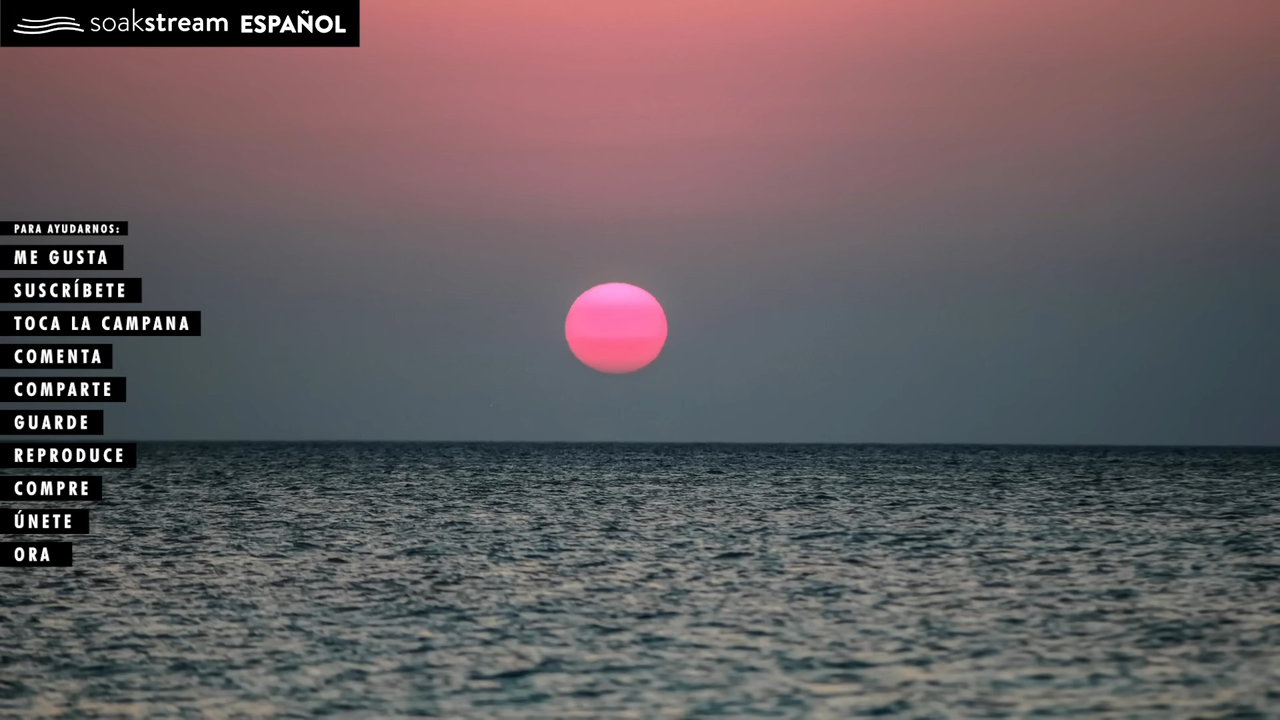 soakstream ESPAÑOL
PARA AYUDARNOS:
ME GUSTA
SUSCRÍBETE
TOCA LA CAMPANA
COMENTA
COMPARTE
GUARDE
REPRODUCE
COMPRE
ÚNETE
ORA